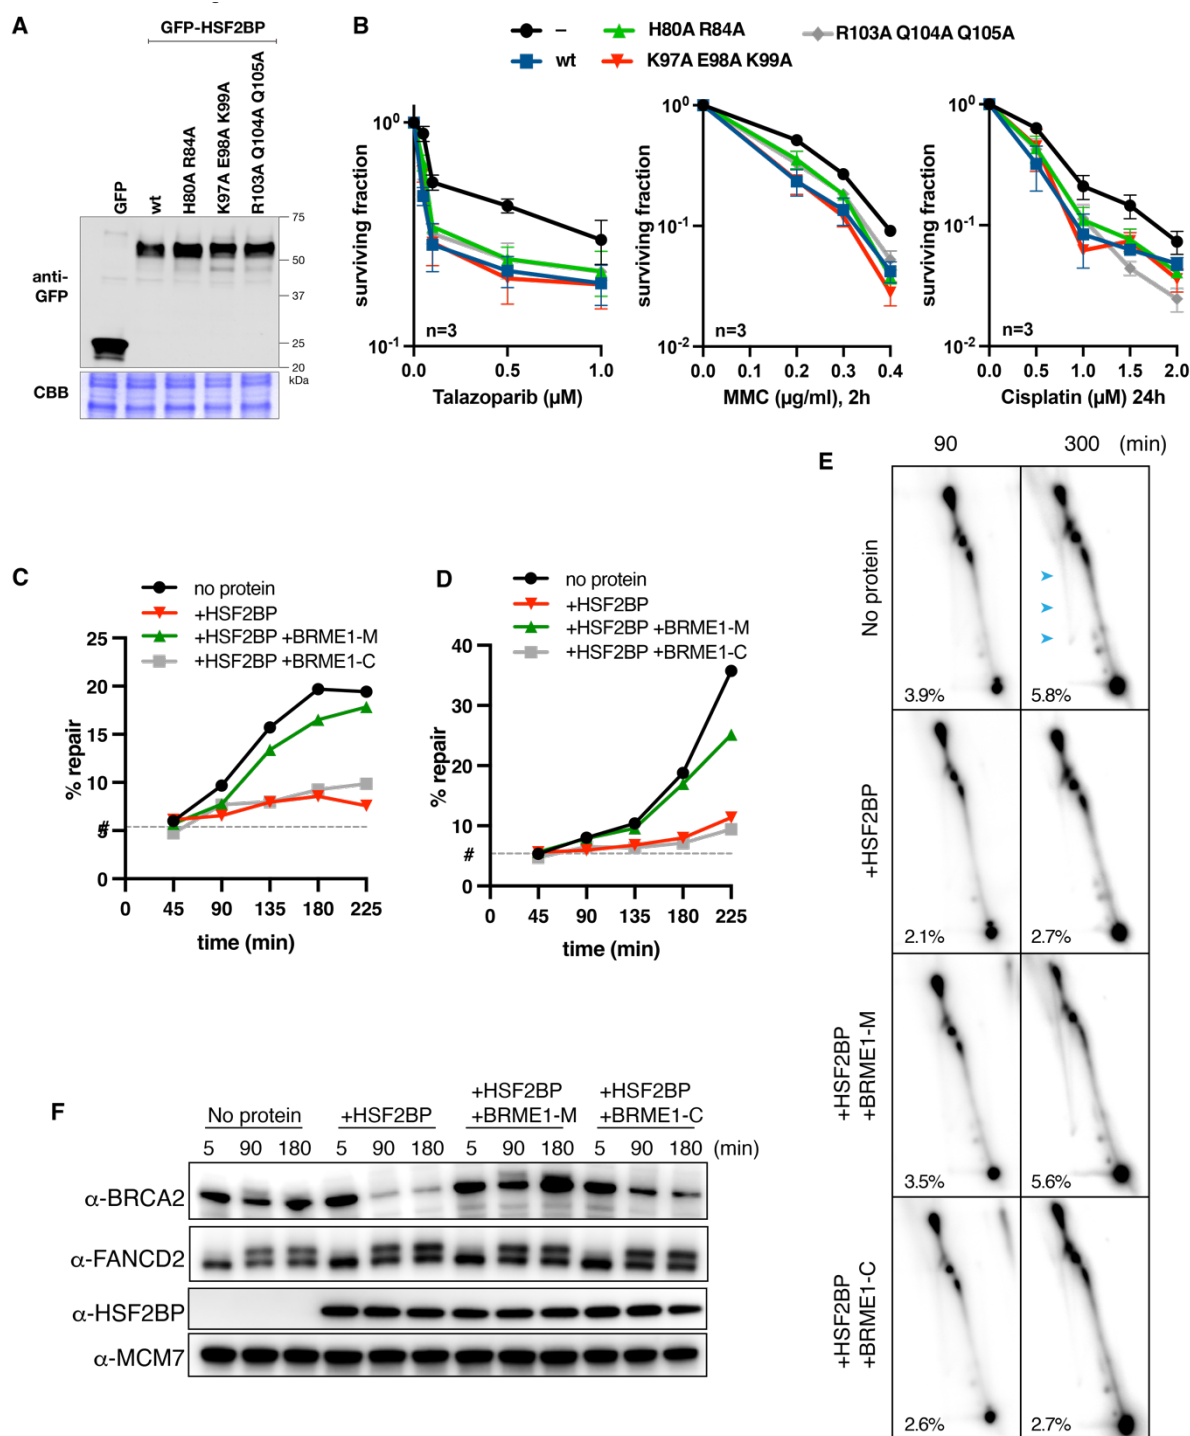 A
GFP-HSF2BP
GFP
wt
H80A R84A
K97A E98A K99A
R103A Q104A Q105A
anti-
GFP
75
50
37
25
20
kDa
CBB
B
–
H80A R84A
R103A Q104A Q105A
wt
K97A E98A K99A
surviving fraction
10⁰
10⁻¹
n=3
0.0 0.5 1.0
Talazoparib (µM)
surviving fraction
10⁰
10⁻¹
10⁻²
n=3
0.0 0.1 0.2 0.3 0.4
MMC (µg/ml), 2h
surviving fraction
10⁰
10⁻¹
10⁻²
n=3
0.0 0.5 1.0 1.5 2.0
Cisplatin (µM) 24h
C
no protein
+HSF2BP
+HSF2BP +BRME1-M
+HSF2BP +BRME1-C
% repair
25
20
15
10
5
0
#
0 45 90 135 180 225
time (min)
D
no protein
+HSF2BP
+HSF2BP +BRME1-M
+HSF2BP +BRME1-C
% repair
40
30
20
10
0
#
0 45 90 135 180 225
time (min)
E
90 300 (min)
No protein
3.9% 5.8%
+HSF2BP
2.1% 2.7%
+HSF2BP
+BRME1-M
3.5% 5.6%
+HSF2BP
+BRME1-C
2.6% 2.7%
F
No protein
+HSF2BP
+HSF2BP
+BRME1-M
+HSF2BP
+BRME1-C
5 90 180 5 90 180 5 90 180 5 90 180 (min)
α-BRCA2
α-FANCD2
α-HSF2BP
α-MCM7